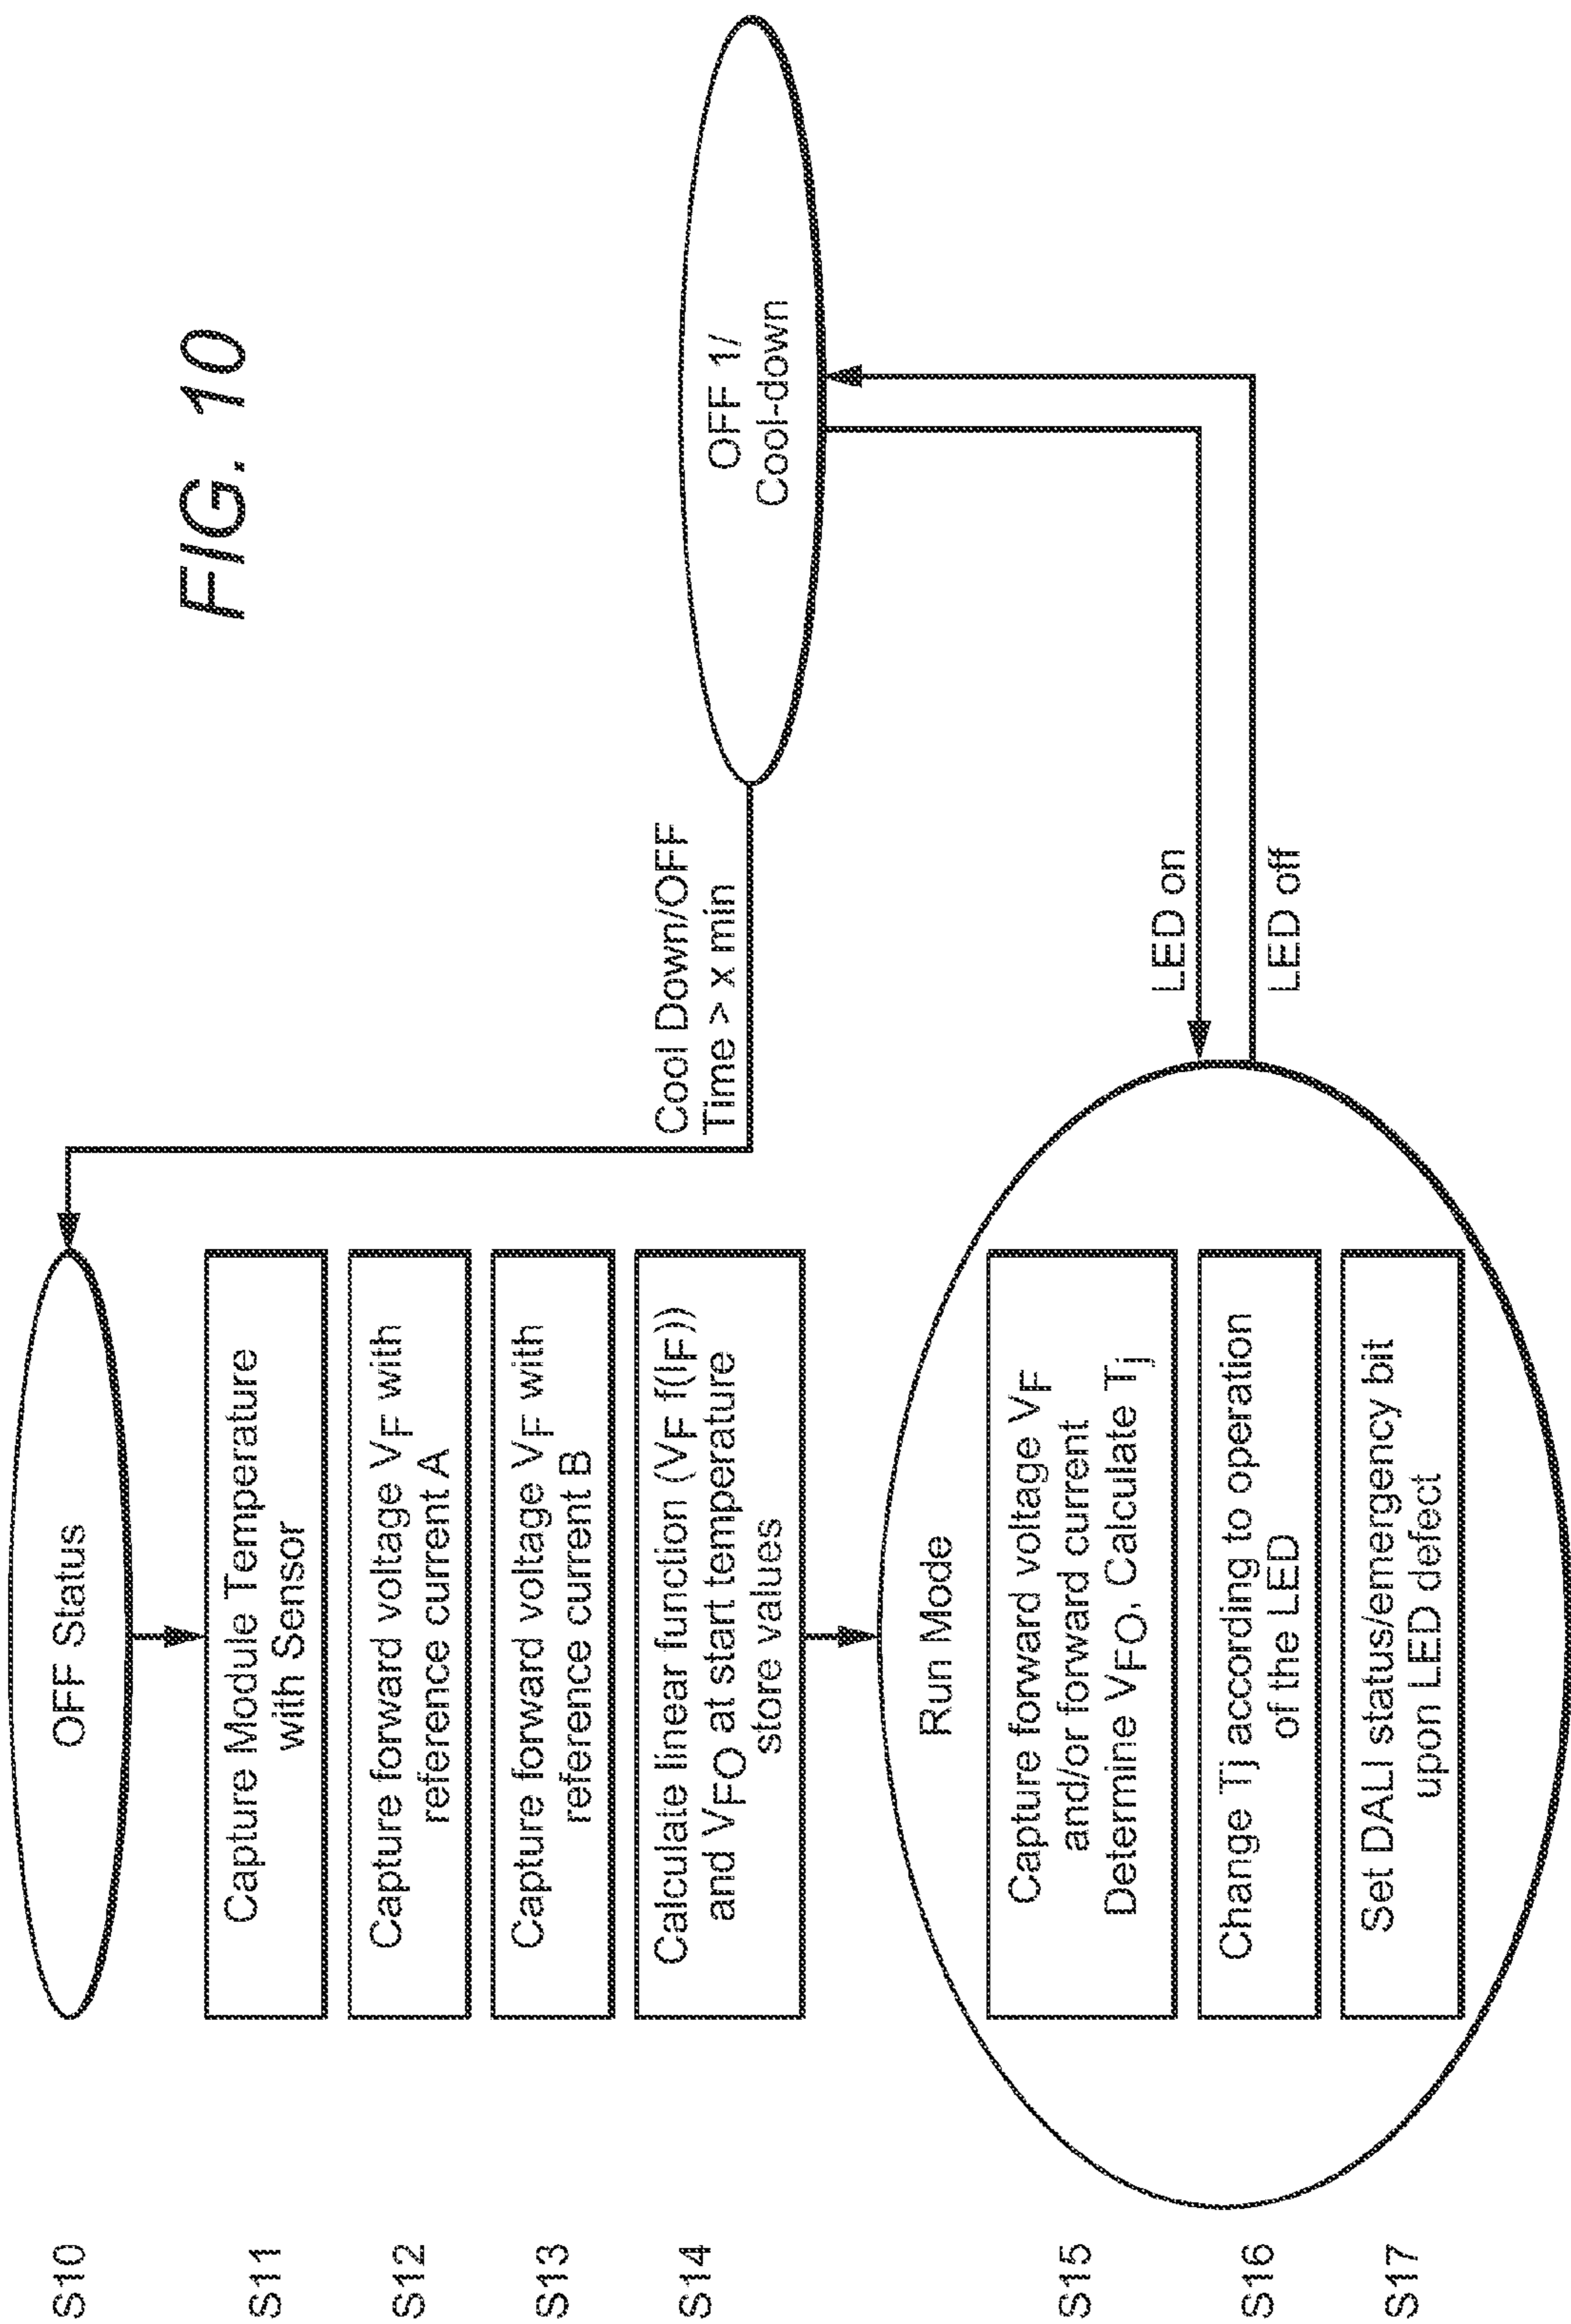 FIG. 10
S10
OFF Status
S11
Capture Module Temperature
with Sensor
S12
Capture forward voltage VF with
reference current A
S13
Capture forward voltage VF with
reference current B
S14
Calculate linear function (VF f(IF))
and VFO at start temperature
store values
Cool Down/OFF
Time > x min
OFF 1/
Cool-down
Run Mode
S15
Capture forward voltage VF
and/or forward current
Determine VFO, Calculate Tj
S16
Change Tj according to operation
of the LED
S17
Set DALI status/emergency bit
upon LED defect
LED on
LED off